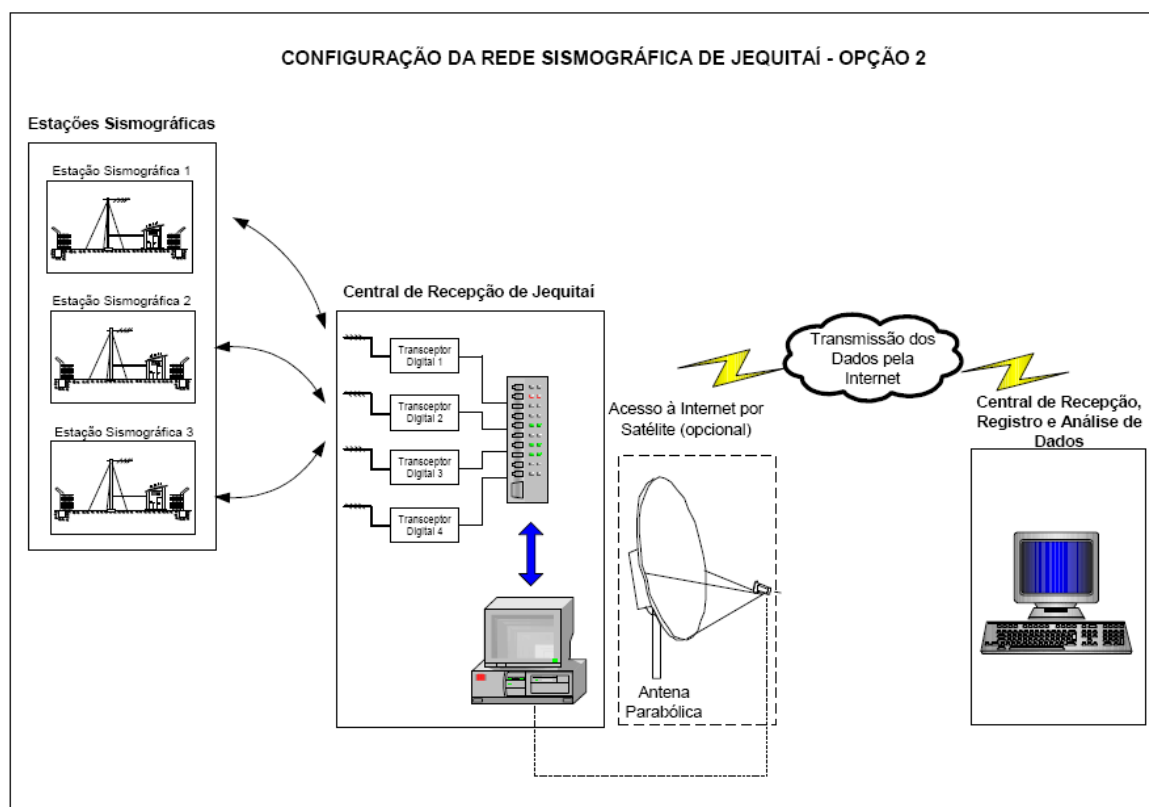 CONFIGURAÇÃO DA REDE SISMOGRÁFICA DE JEQUITAÍ - OPÇÃO 2
Estações Sismográficas
Estação Sismográfica 1
Estação Sismográfica 2
Estação Sismográfica 3
Central de Recepção de Jequitaí
Transceptor
Digital 1
Transceptor
Digital 2
Transceptor
Digital 3
Transceptor
Digital 4
Acesso à Internet por
Satélite (opcional)
Antena
Parabólica
Transmissão dos
Dados pela
Internet
Central de Recepção,
Registro e Análise de
Dados